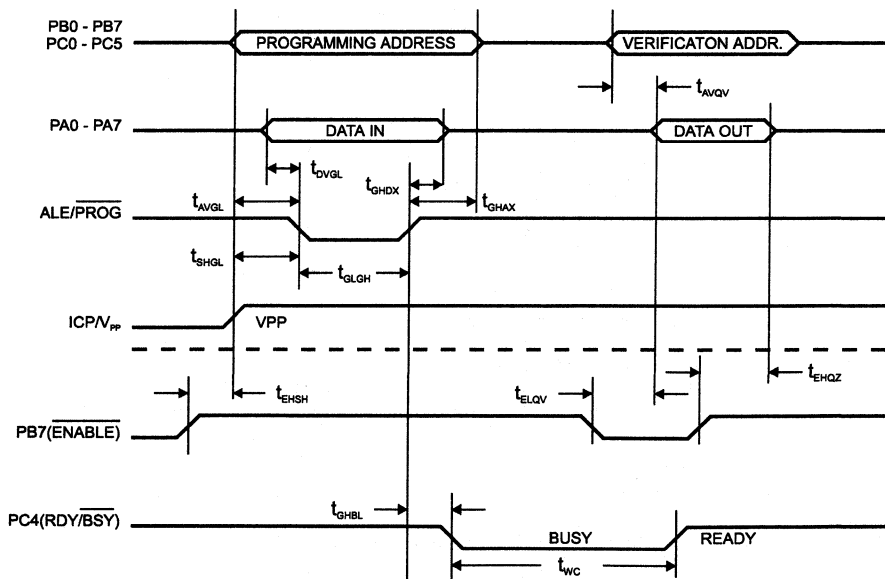 PB0 - PB7
PC0 - PC5
PROGRAMMING ADDRESS
VERIFICATON ADDR.
tAVQV
PA0 - PA7
DATA IN
DATA OUT
tDVGL
tGHDX
tAVGL
tGHAX
ALE/PROG
tSHGL
tGLGH
ICP/VPP
VPP
tEHQZ
tEHSH
tELQV
PB7(ENABLE)
tGHBL
PC4(RDY/BSY)
BUSY
READY
tWC